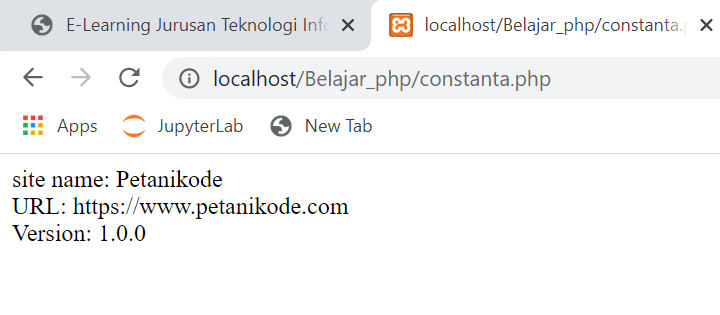 E-Learning Jurusan Teknologi Info
localhost/Belajar_php/constanta.p
localhost/Belajar_php/constanta.php
Apps JupyterLab New Tab
site name: Petanikode
URL: https://www.petanikode.com
Version: 1.0.0